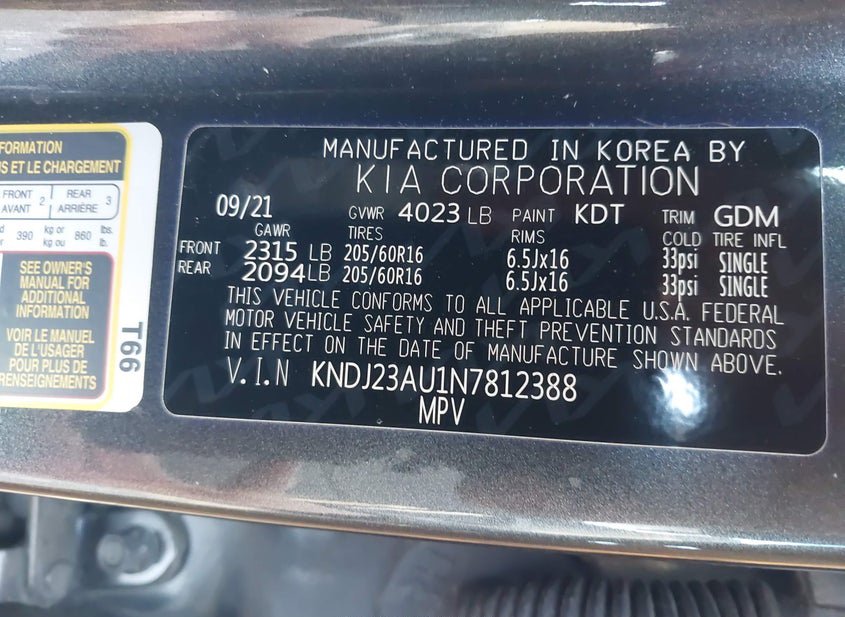 FORMATION
S ET LE CHARGEMENT
FRONT
AVANT 2
REAR
ARRIÈRE 3
390
kg or
kg ou
860
lbs.
lb.
SEE OWNER'S
MANUAL FOR
ADDITIONAL
INFORMATION
VOIR LE MANUEL
DE L'USAGER
POUR PLUS DE
RENSEIGNEMENTS
T66
MANUFACTURED IN KOREA BY
KIA CORPORATION
09/21 GVWR 4023 LB PAINT KDT TRIM GDM
GAWR TIRES RIMS COLD TIRE INFL
FRONT 2315 LB 205/60R16 6.5Jx16 33psi SINGLE
REAR 2094 LB 205/60R16 6.5Jx16 33psi SINGLE
THIS VEHICLE CONFORMS TO ALL APPLICABLE U.S.A. FEDERAL
MOTOR VEHICLE SAFETY AND THEFT PREVENTION STANDARDS
IN EFFECT ON THE DATE OF MANUFACTURE SHOWN ABOVE.
V.I.N KNDJ23AU1N7812388
MPV